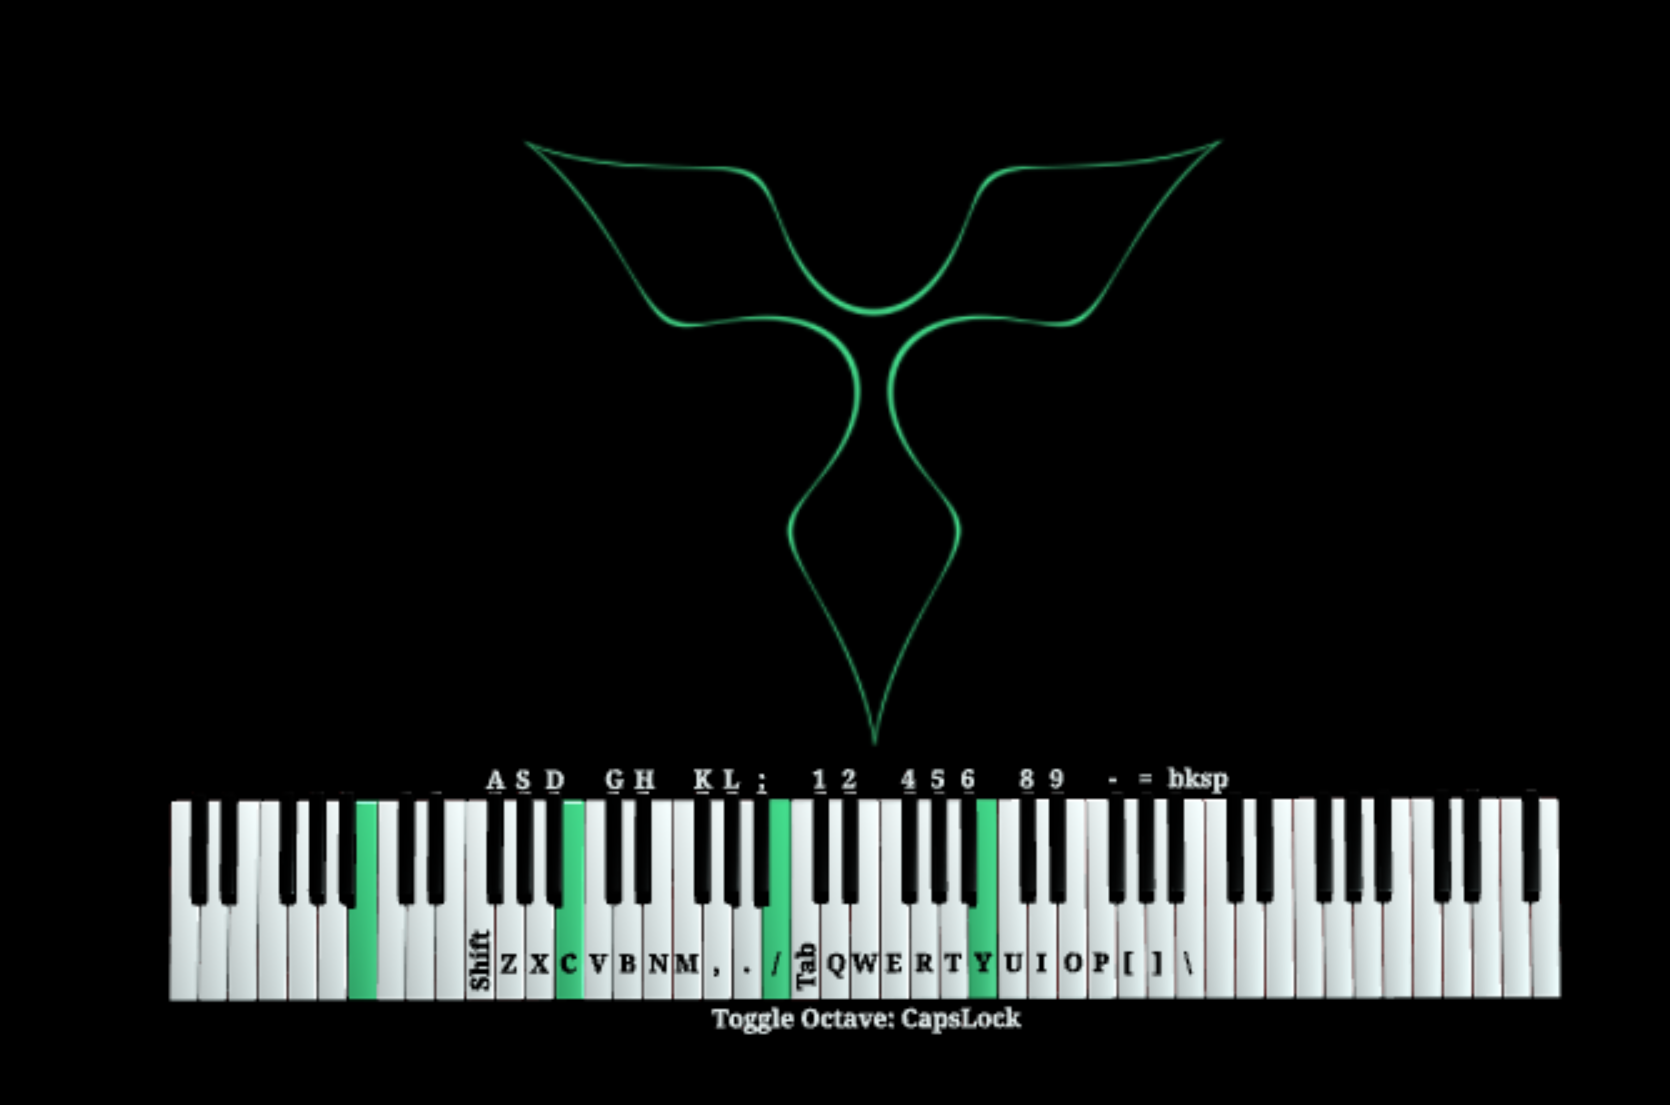 A S D G H K L ; 1 2 4 5 6 8 9 - = bksp
Shift Z X C V B N M , . / Tab Q W E R T Y U I O P [ ] \
Toggle Octave: CapsLock